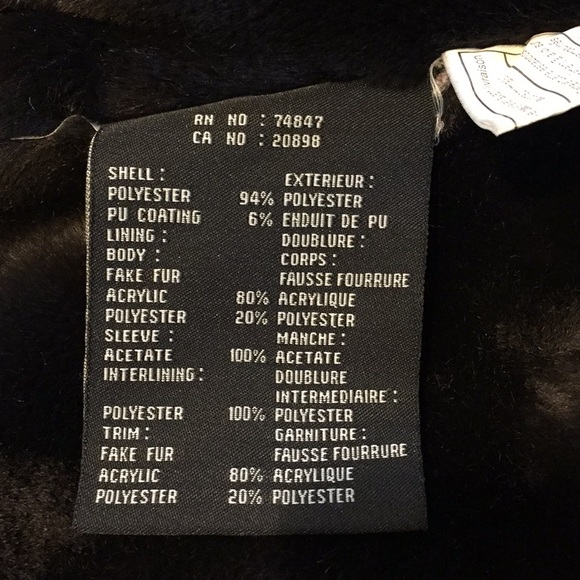 RN NO : 74847
CA NO : 20898
SHELL : EXTERIEUR :
POLYESTER 94% POLYESTER
PU COATING 6% ENDUIT DE PU
LINING : DOUBLURE :
BODY : CORPS :
FAKE FUR FAUSSE FOURRURE
ACRYLIC 80% ACRYLIQUE
POLYESTER 20% POLYESTER
SLEEVE : MANCHE :
ACETATE 100% ACETATE
INTERLINING : DOUBLURE
INTERMEDIAIRE :
POLYESTER 100% POLYESTER
TRIM : GARNITURE :
FAKE FUR FAUSSE FOURRURE
ACRYLIC 80% ACRYLIQUE
POLYESTER 20% POLYESTER